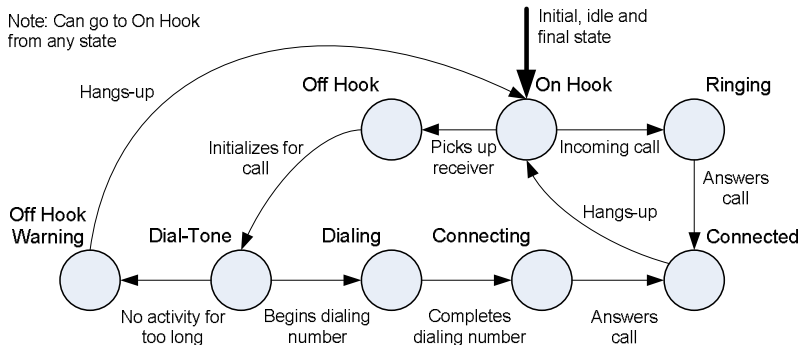 Note: Can go to On Hook
from any state
Initial, idle and
final state
Hangs-up
Off Hook
On Hook
Ringing
Initializes for
call
Picks up
receiver
Incoming call
Answers
call
Off Hook
Warning
Dial-Tone
Dialing
Connecting
Hangs-up
Connected
No activity for
too long
Begins dialing
number
Completes
dialing number
Answers
call